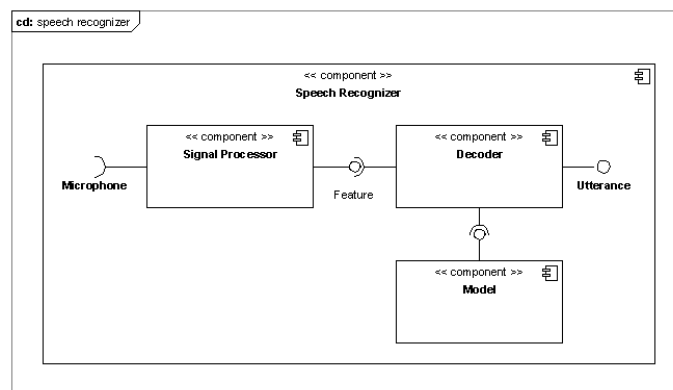 cd: speech recognizer
<< component >>
Speech Recognizer
<< component >>
Signal Processor
<< component >>
Decoder
Microphone
Feature
Utterance
<< component >>
Model